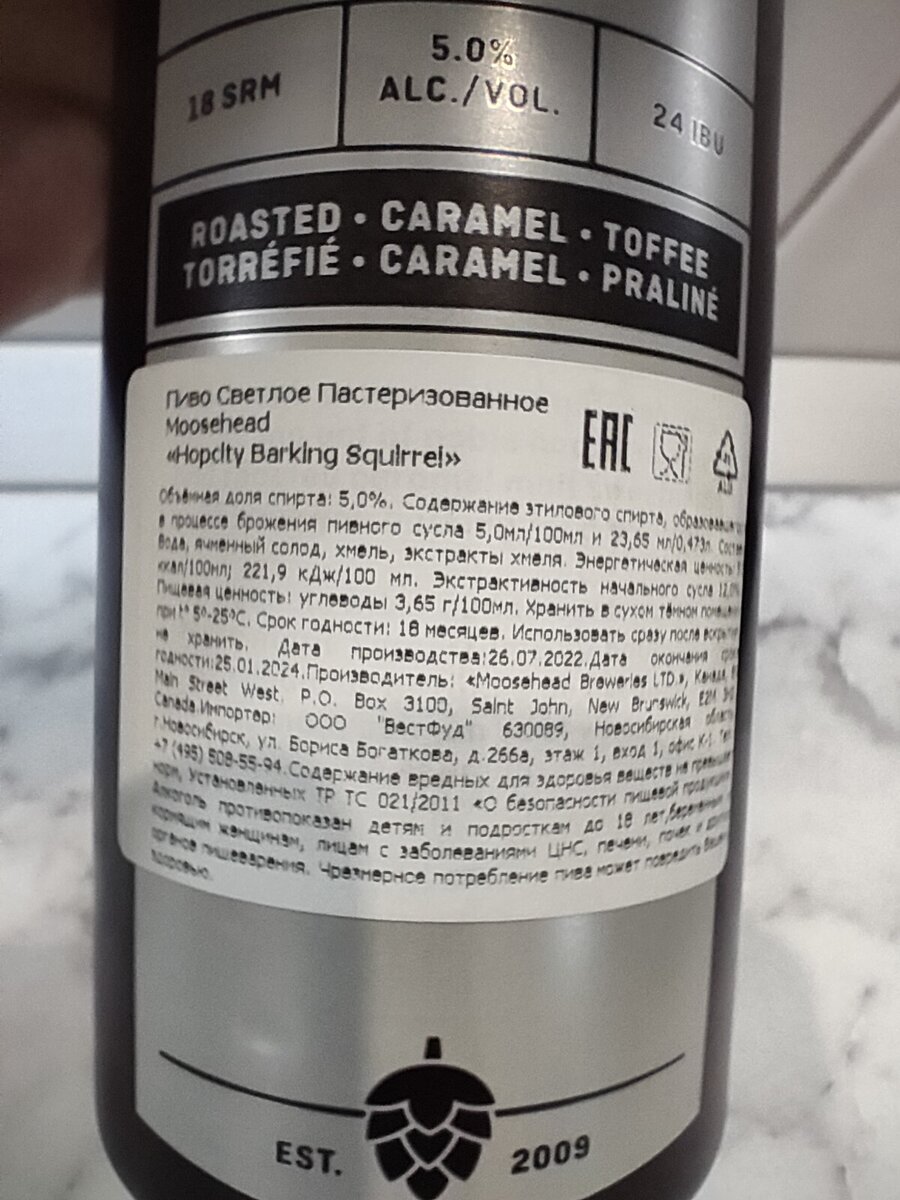 18 SRM
5.0%
ALC./VOL.
24 IBU
ROASTED • CARAMEL • TOFFEE
TORRÉFIÉ • CARAMEL • PRALINÉ
Пиво Светлое Пастеризованное
Moosehead
«Hopcity Barking Squirrel»
EAC
ALU
Объёмная доля спирта: 5,0%. Содержание этилового спирта,
в процессе брожения пивного сусла 5,0мл/100мл и 23,65 мл/0,473л.
Вода, ячменный солод, хмель, экстракты хмеля. Энергетическая ценность:
ккал/100мл; 221,9 кДж/100 мл. Экстрактивность начального сусла 12,0%
Пищевая ценность: углеводы 3,65 г/100мл. Хранить в сухом тёмном
при t° 5°-25°С. Срок годности: 18 месяцев. Использовать сразу после
не хранить. Дата производства:26.07.2022.Дата окончания
годности:25.01.2024.Производитель: «Moosehead Breweries LTD.», Канада,
Main Street West, P.O. Box 3100, Saint John, New Brunswick, E2M
Canada.Импортер: ООО "ВестФуд" 630089, Новосибирская
г.Новосибирск, ул. Бориса Богаткова, д.266а, этаж 1, вход 1, офис
+7 (495) 508-55-94.Содержание вредных для здоровья веществ не
норм, Установленных ТР ТС 021/2011 «О безопасности пищевой
Алкоголь противопоказан детям и подросткам до 18 лет,
кормящим женщинам, лицам с заболеваниями ЦНС, печени, почек и
органов пищеварения. Чрезмерное потребление пива может повредить Вашему
здоровью.
EST. 2009